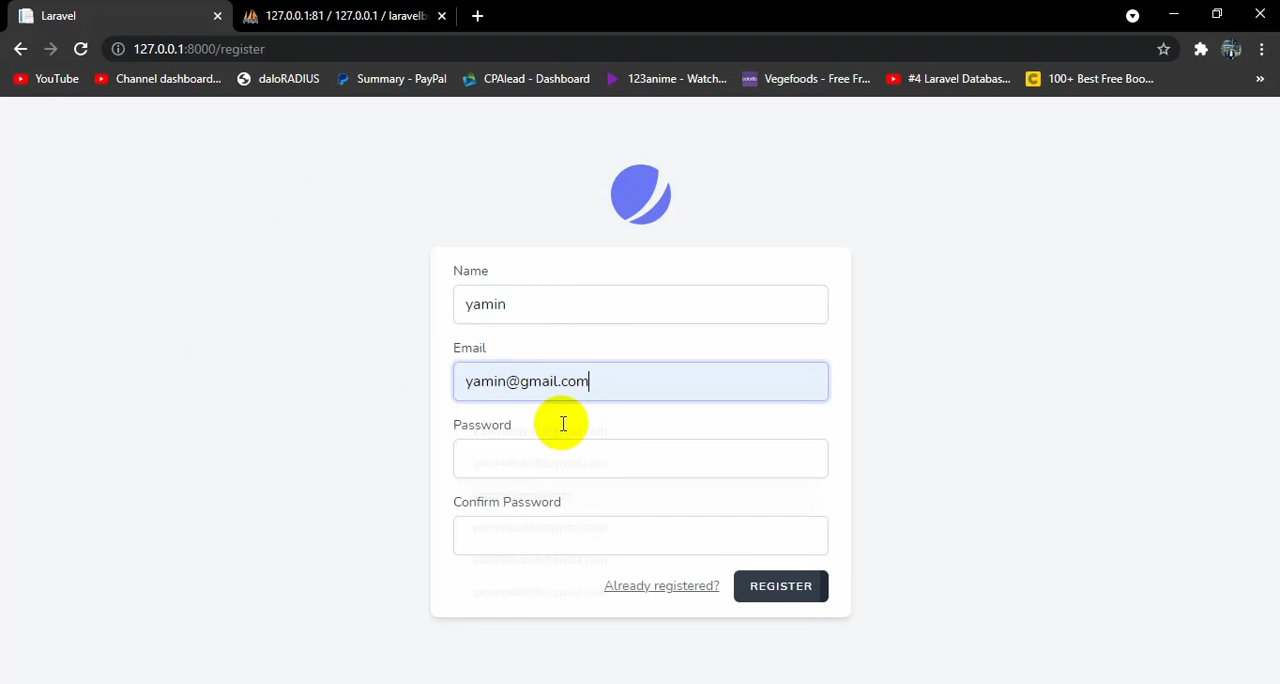 Laravel
127.0.0.1:81 / 127.0.0.1 / laravelb
127.0.0.1:8000/register
YouTube Channel dashboard... daloRADIUS Summary - PayPal CPAlead - Dashboard 123anime - Watch... Vegefoods - Free Fr... #4 Laravel Databas... 100+ Best Free Boo... »
Name
yamin
Email
yamin@gmail.com
Password
Confirm Password
Already registered? REGISTER